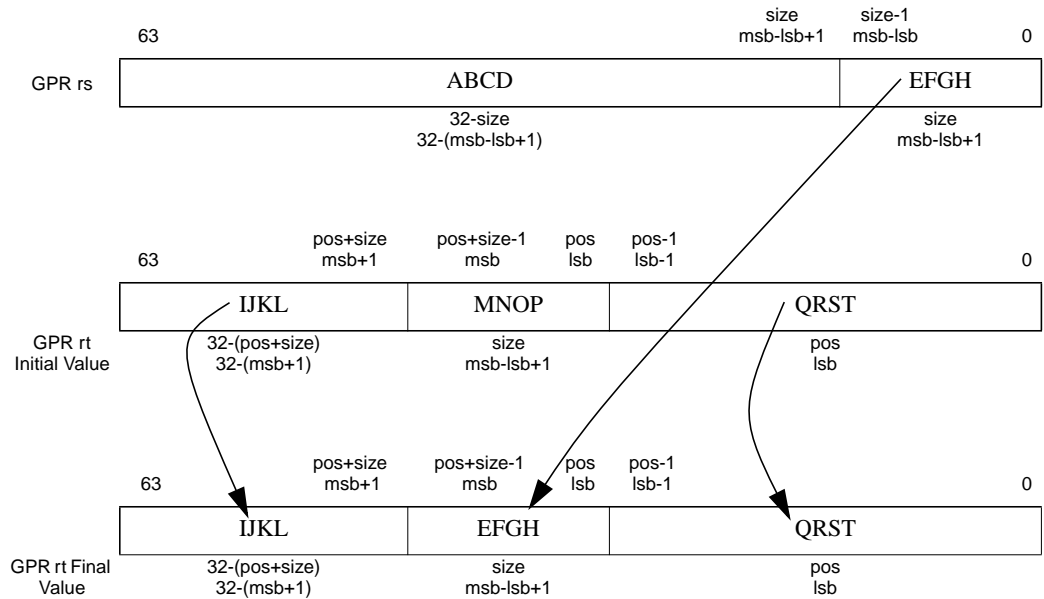 size size-1
63 msb-lsb+1 msb-lsb 0
GPR rs ABCD EFGH
32-size size
32-(msb-lsb+1) msb-lsb+1
pos+size pos+size-1 pos pos-1
63 msb+1 msb lsb lsb-1 0
IJKL MNOP QRST
GPR rt 32-(pos+size) size pos
Initial Value 32-(msb+1) msb-lsb+1 lsb
pos+size pos+size-1 pos pos-1
63 msb+1 msb lsb lsb-1 0
IJKL EFGH QRST
GPR rt Final 32-(pos+size) size pos
Value 32-(msb+1) msb-lsb+1 lsb